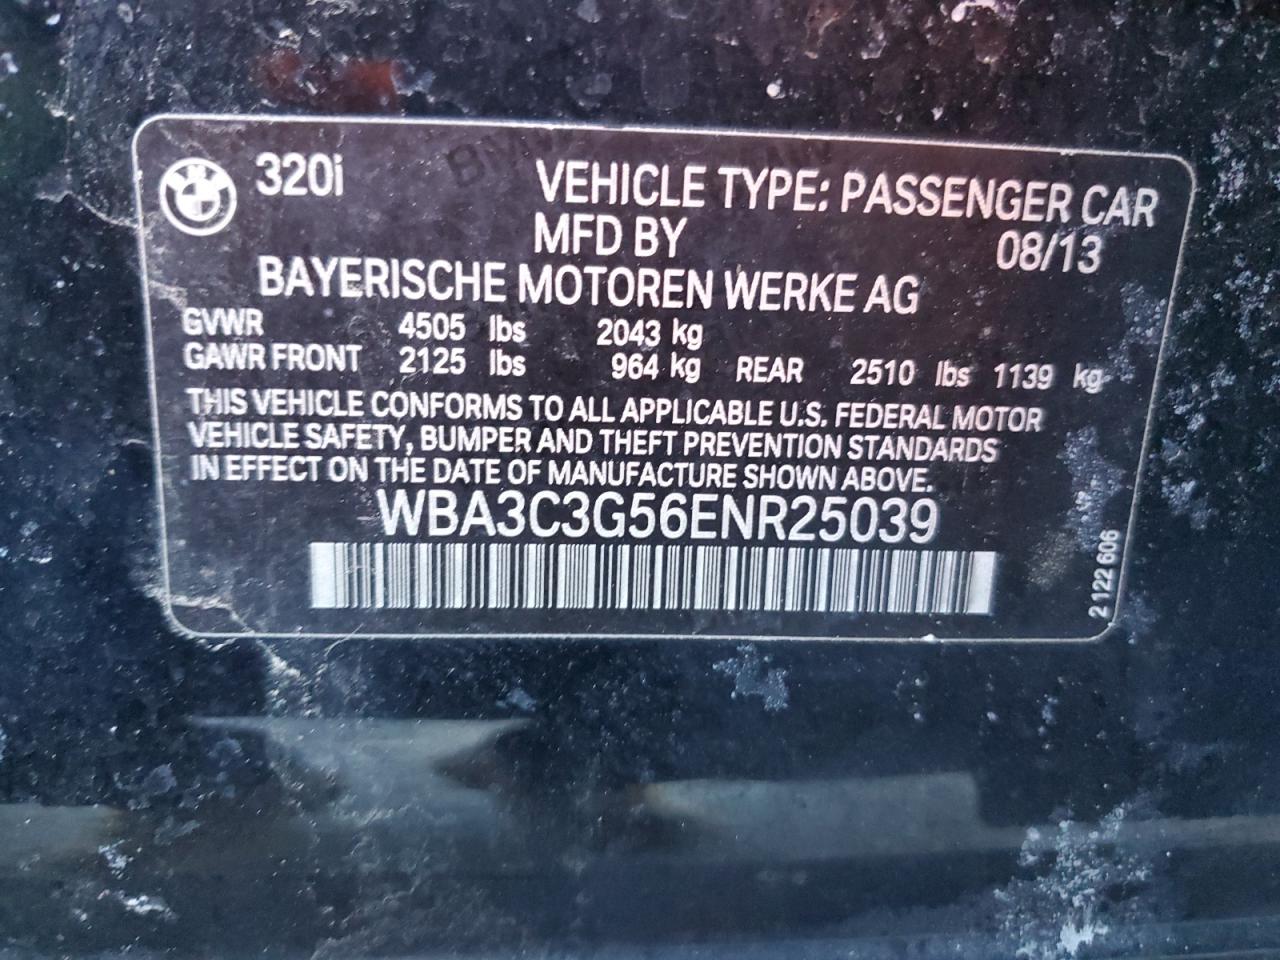 320i VEHICLE TYPE: PASSENGER CAR
MFD BY 08/13
BAYERISCHE MOTOREN WERKE AG
GVWR 4505 lbs 2043 kg
GAWR FRONT 2125 lbs 964 kg REAR 2510 lbs 1139 kg
THIS VEHICLE CONFORMS TO ALL APPLICABLE U.S. FEDERAL MOTOR
VEHICLE SAFETY, BUMPER AND THEFT PREVENTION STANDARDS
IN EFFECT ON THE DATE OF MANUFACTURE SHOWN ABOVE.
WBA3C3G56ENR25039
2 122 606